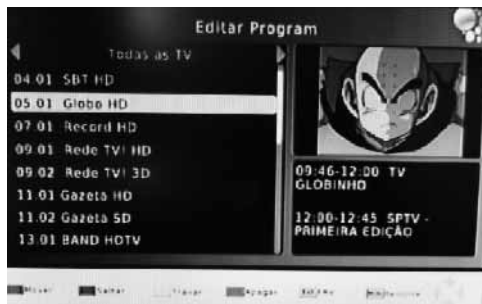 Editar Program
Todas as TV
04.01 SBT HD
05.01 Globo HD
07.01 Record HD
09.01 Rede TV! HD
09.02 Rede TV! 3D
11.01 Gazeta HD
11.02 Gazeta SD
13.01 BAND HDTV
09:46-12:00 TV
GLOBINHO
12:00-12:45 SPTV -
PRIMEIRA EDIÇÃO
Mover
Saltar
Travar
Apagar